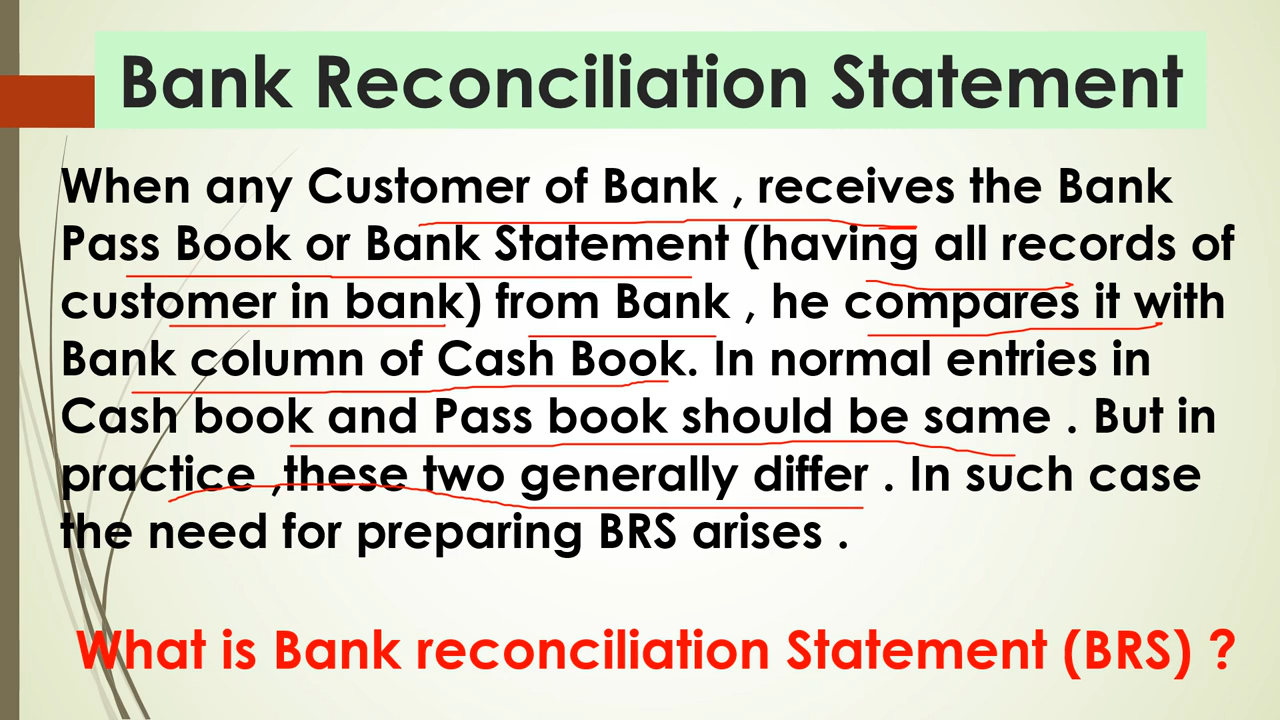 Bank Reconciliation Statement
When any Customer of Bank , receives the Bank
Pass Book or Bank Statement (having all records of
customer in bank) from Bank , he compares it with
Bank column of Cash Book. In normal entries in
Cash book and Pass book should be same . But in
practice ,these two generally differ . In such case
the need for preparing BRS arises .
What is Bank reconciliation Statement (BRS) ?